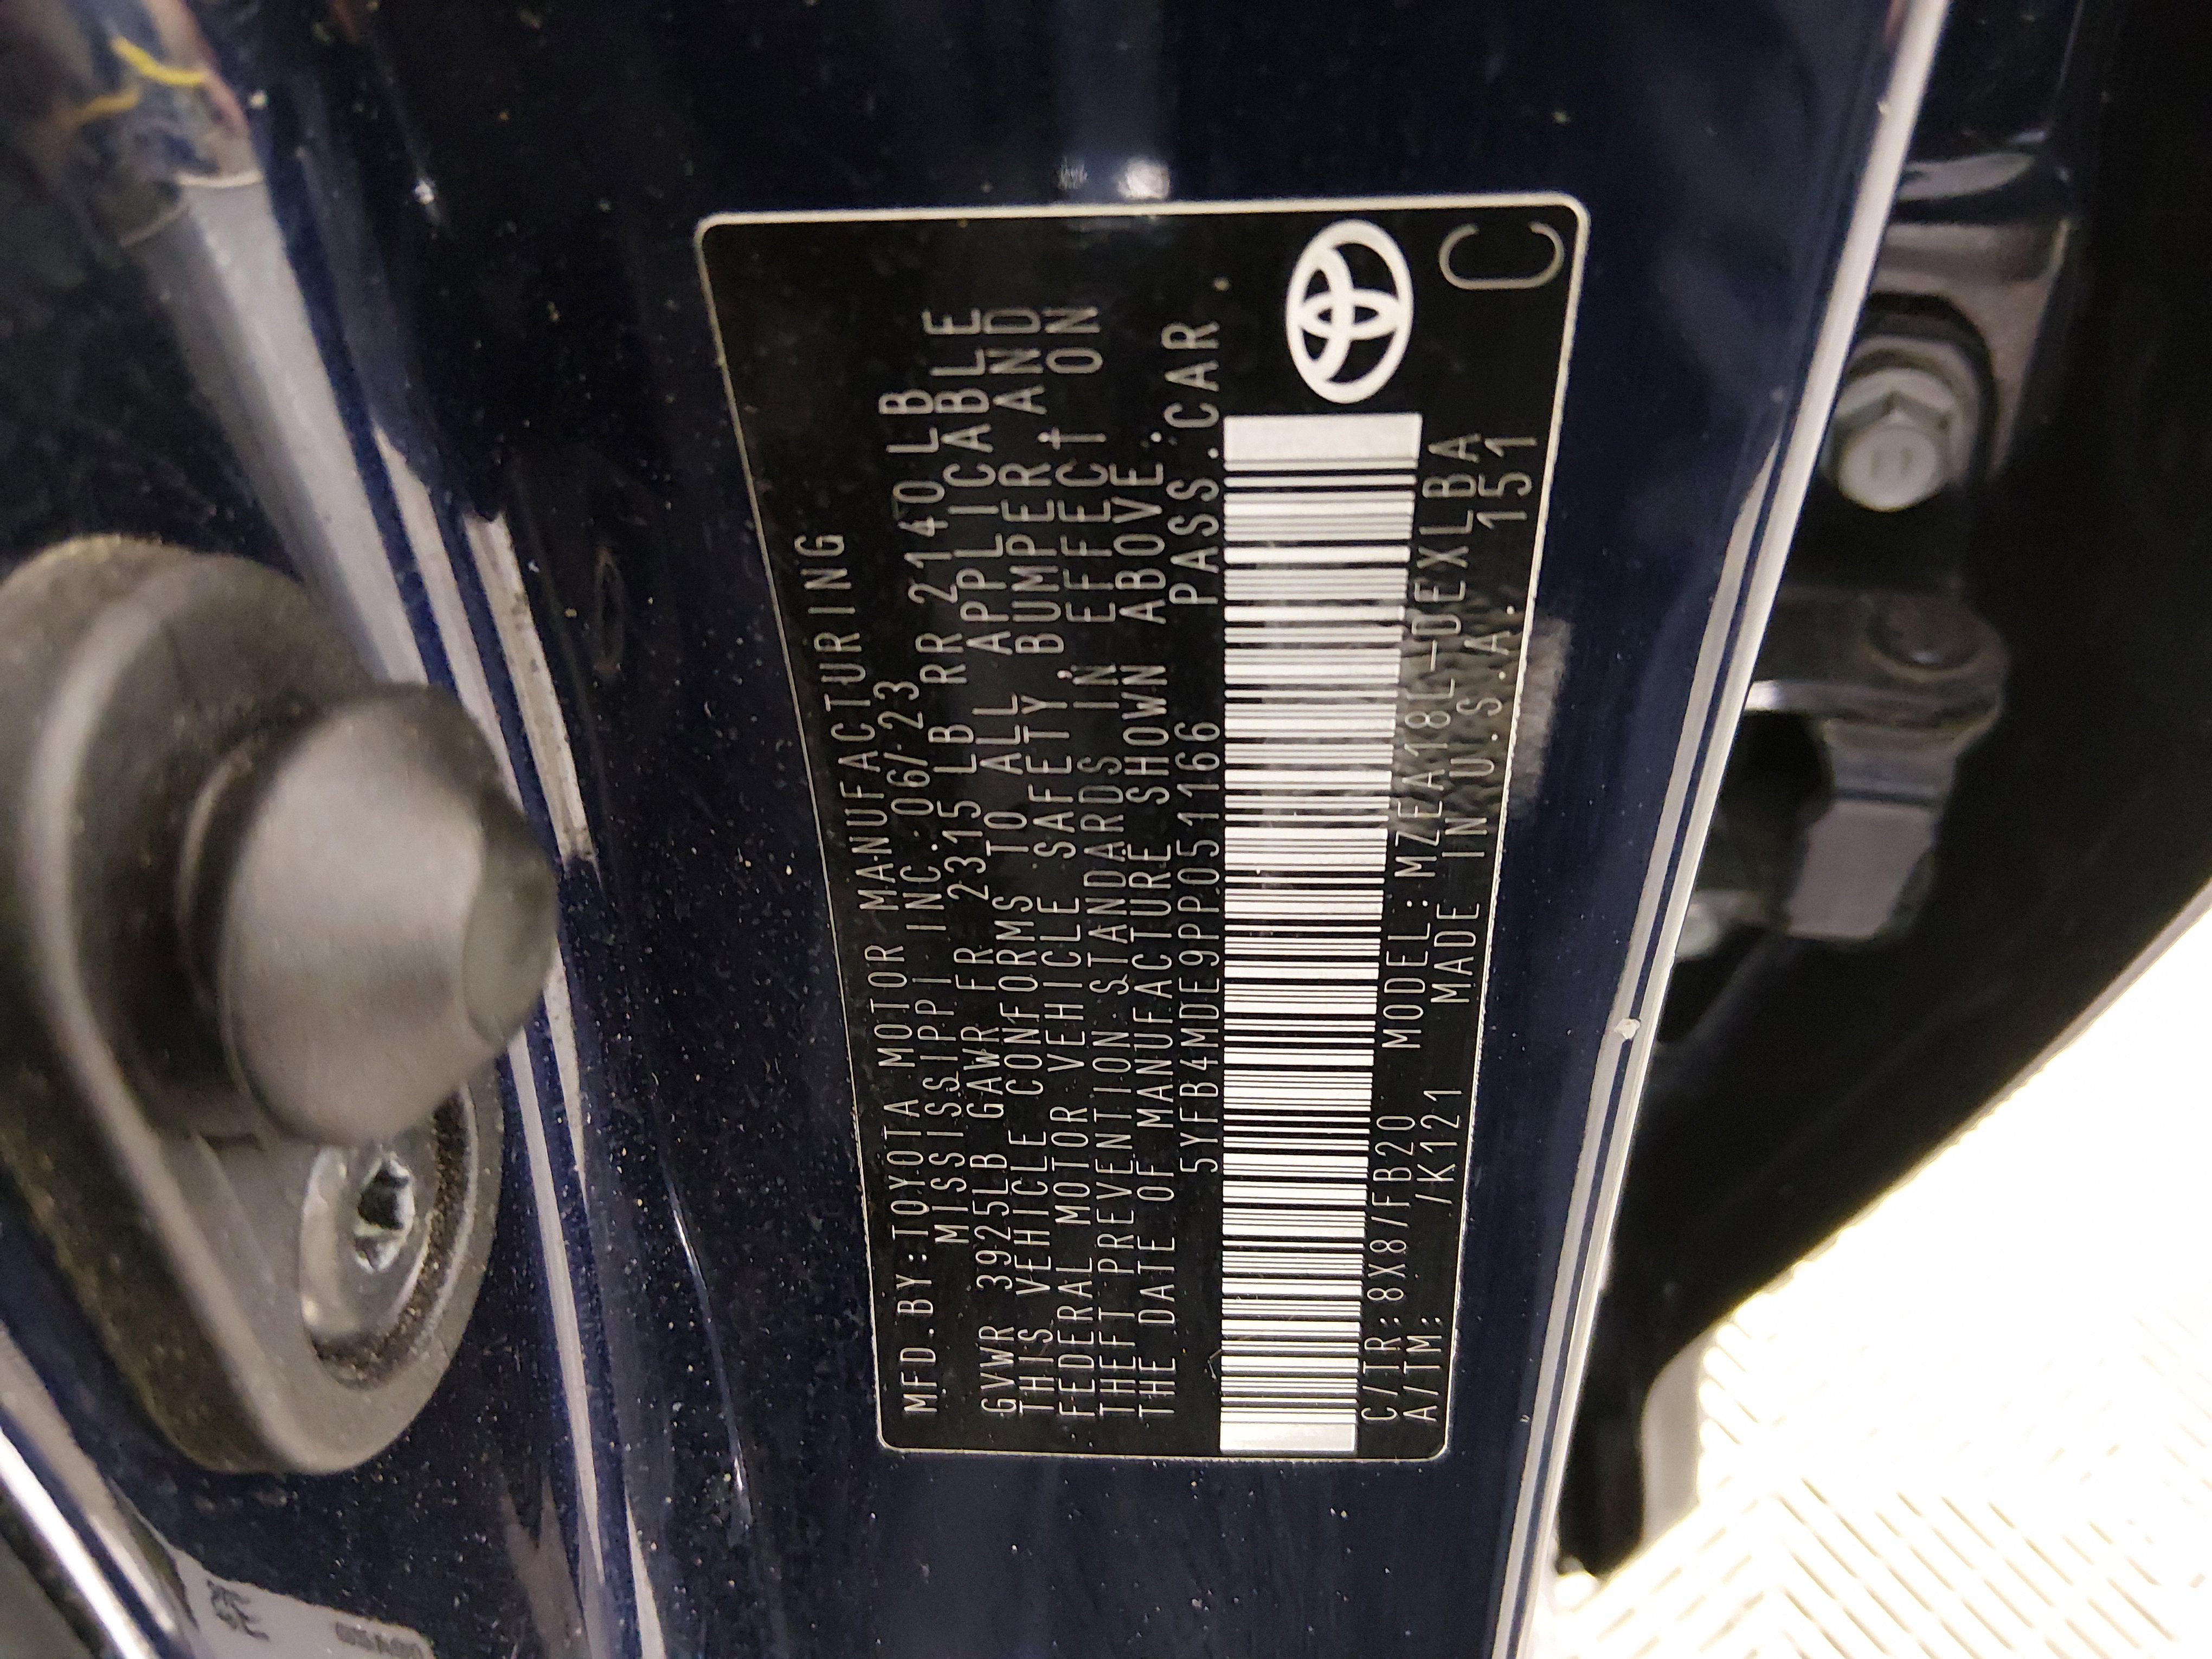 MFD.BY:TOYOTA MOTOR MANUFACTURING
MISSISSIPPI INC.06/23
GVWR 3925LB GAWR FR 2315LB RR 2140LB
THIS VEHICLE CONFORMS TO ALL APPLICABLE
FEDERAL MOTOR VEHICLE SAFETY,BUMPER,AND
THEFT PREVENTION STANDARDS IN EFFECT ON
THE DATE OF MANUFACTURE SHOWN ABOVE.
5YFB4MDE9PP051166 PASS.CAR
C/TR:8X8/FB20 MODEL:MZEA18L-DEXLBA
A/TM: /K121 MADE IN U.S.A. 151
C